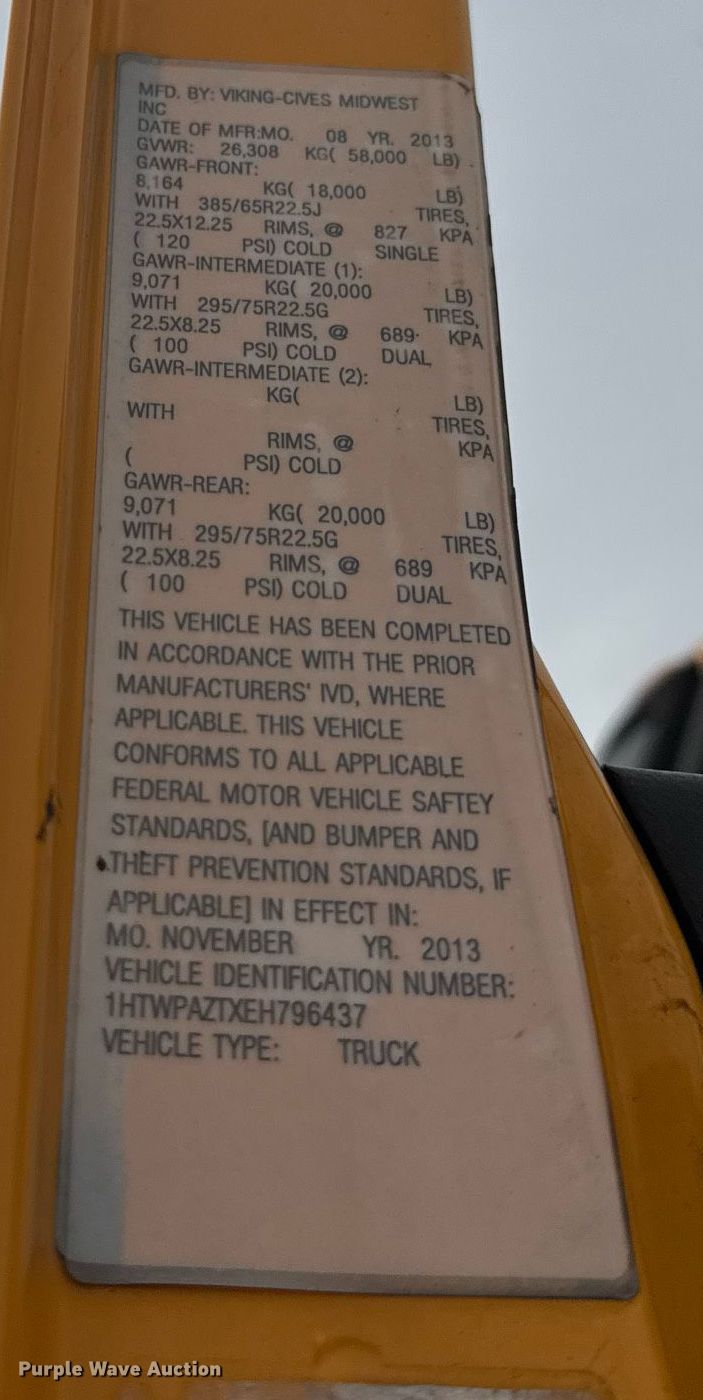 MFD. BY: VIKING-CIVES MIDWEST
INC
DATE OF MFR:MO. 08 YR. 2013
GVWR: 26,308 KG( 58,000 LB)
GAWR-FRONT:
8,164 KG( 18,000 LB)
WITH 385/65R22.5J TIRES,
22.5X12.25 RIMS, @ 827 KPA
( 120 PSI) COLD SINGLE
GAWR-INTERMEDIATE (1):
9,071 KG( 20,000 LB)
WITH 295/75R22.5G TIRES,
22.5X8.25 RIMS, @ 689 KPA
( 100 PSI) COLD DUAL
GAWR-INTERMEDIATE (2):
KG( LB)
WITH TIRES,
RIMS, @ KPA
( PSI) COLD
GAWR-REAR:
9,071 KG( 20,000 LB)
WITH 295/75R22.5G TIRES,
22.5X8.25 RIMS, @ 689 KPA
( 100 PSI) COLD DUAL
THIS VEHICLE HAS BEEN COMPLETED
IN ACCORDANCE WITH THE PRIOR
MANUFACTURERS' IVD, WHERE
APPLICABLE. THIS VEHICLE
CONFORMS TO ALL APPLICABLE
FEDERAL MOTOR VEHICLE SAFTEY
STANDARDS, [AND BUMPER AND
THEFT PREVENTION STANDARDS, IF
APPLICABLE] IN EFFECT IN:
MO. NOVEMBER YR. 2013
VEHICLE IDENTIFICATION NUMBER:
1HTWPAZTXEH796437
VEHICLE TYPE: TRUCK
Purple Wave Auction